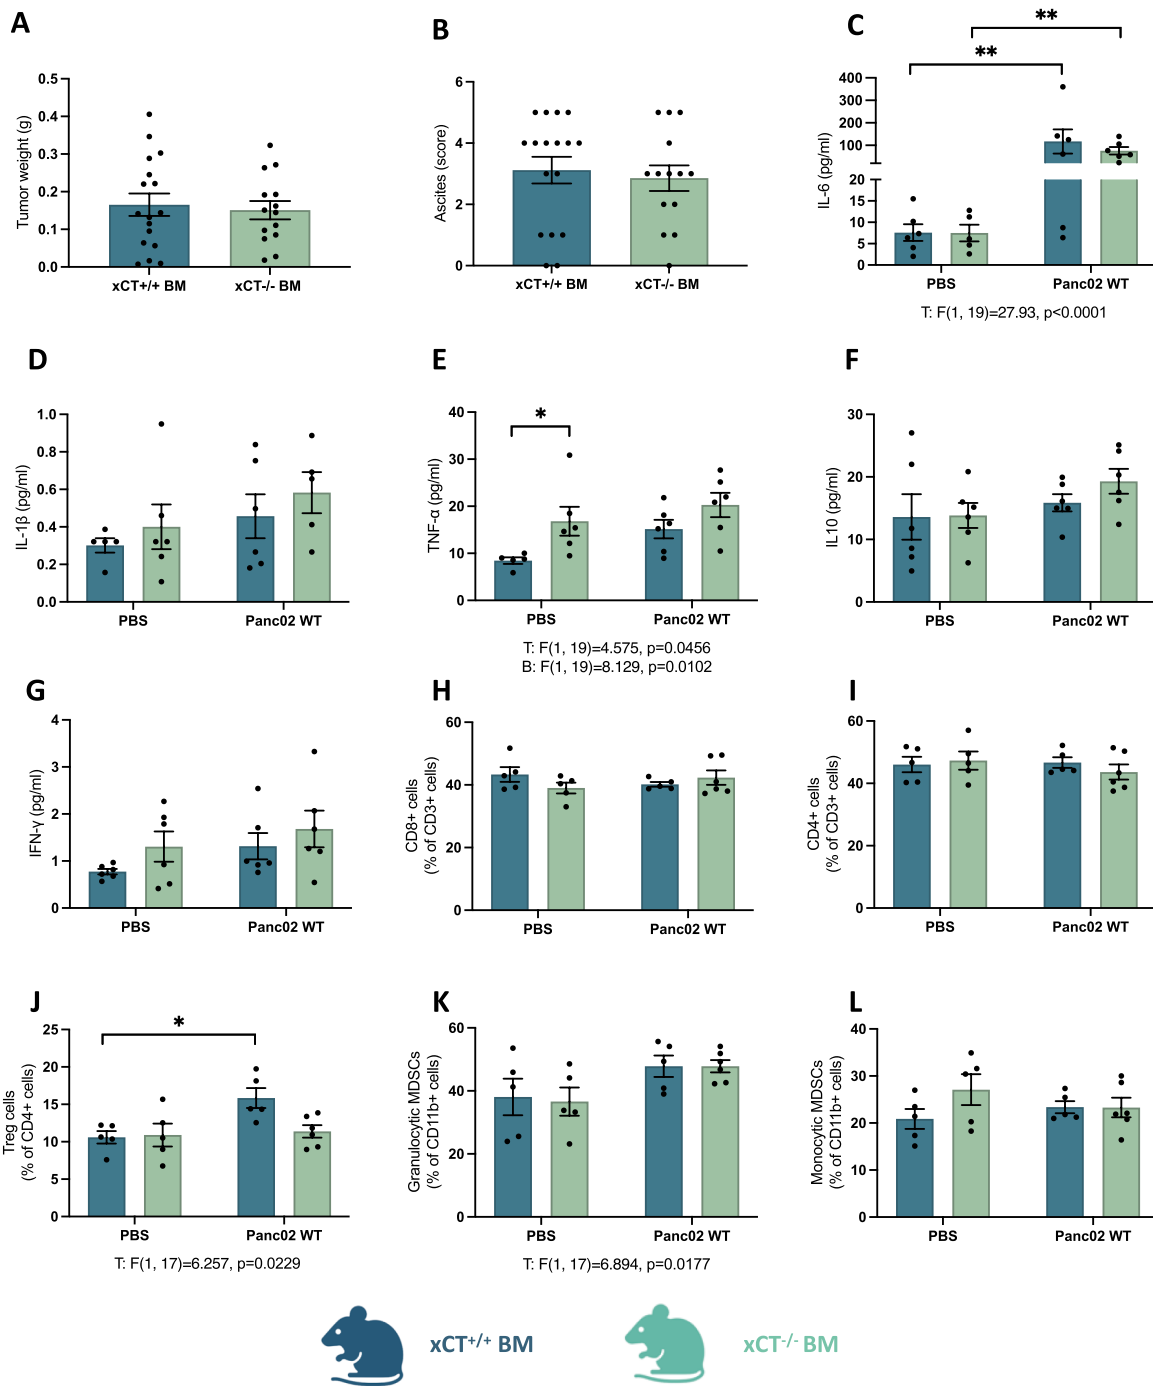 A
Tumor weight (g)
0.5
0.4
0.3
0.2
0.1
0.0
xCT+/+ BM
xCT-/- BM
B
Ascites (score)
6
4
2
0
xCT+/+ BM
xCT-/- BM
C
IL-6 (pg/ml)
**
**
400
300
200
100
20
15
10
5
0
PBS
Panc02 WT
T: F(1, 19)=27.93, p<0.0001
D
IL-1β (pg/ml)
1.0
0.8
0.6
0.4
0.2
0.0
PBS
Panc02 WT
E
TNF-α (pg/ml)
*
40
30
20
10
0
PBS
Panc02 WT
T: F(1, 19)=4.575, p=0.0456
B: F(1, 19)=8.129, p=0.0102
F
IL10 (pg/ml)
30
20
10
0
PBS
Panc02 WT
G
IFN-γ (pg/ml)
4
3
2
1
0
PBS
Panc02 WT
H
CD8+ cells
(% of CD3+ cells)
60
40
20
0
PBS
Panc02 WT
I
CD4+ cells
(% of CD3+ cells)
60
40
20
0
PBS
Panc02 WT
J
Treg cells
(% of CD4+ cells)
*
25
20
15
10
5
0
PBS
Panc02 WT
T: F(1, 17)=6.257, p=0.0229
K
Granulocytic MDSCs
(% of CD11b+ cells)
60
40
20
0
PBS
Panc02 WT
T: F(1, 17)=6.894, p=0.0177
L
Monocytic MDSCs
(% of CD11b+ cells)
40
30
20
10
0
PBS
Panc02 WT
xCT+/+ BM
xCT-/- BM